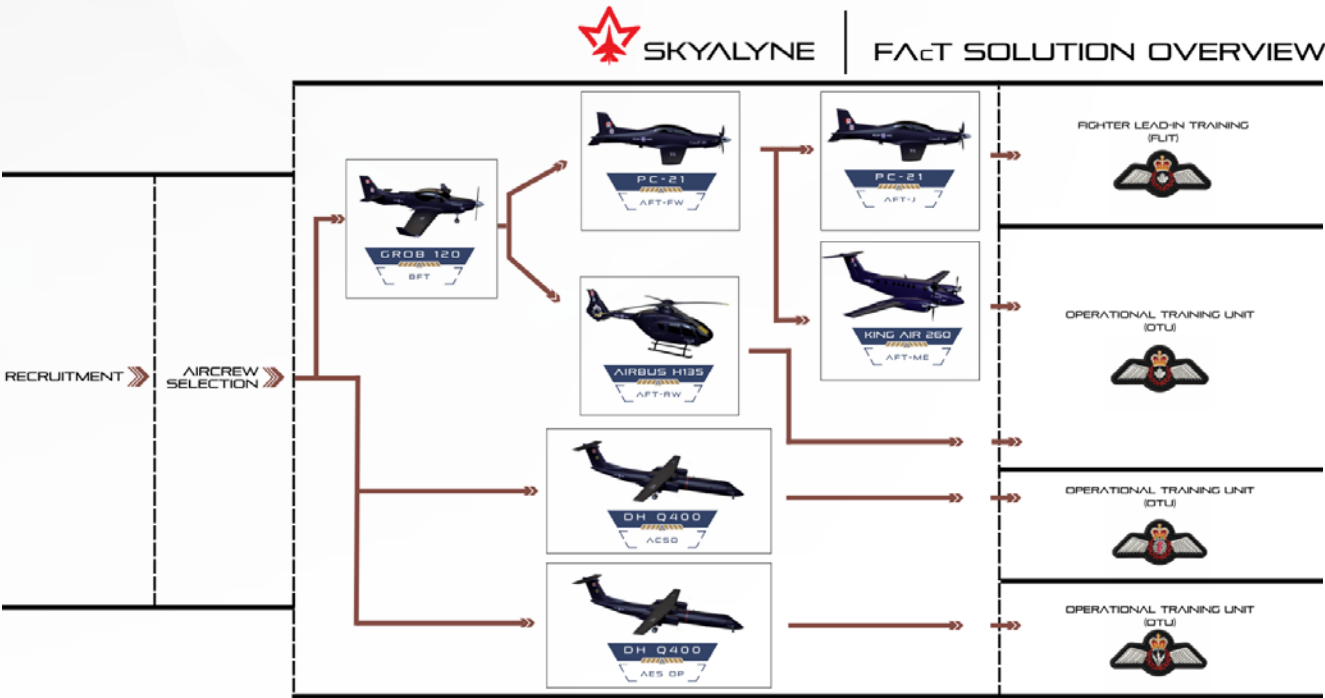 SKYALYNE
FAcT SOLUTION OVERVIEW
RECRUITMENT
AIRCREW
SELECTION
GROB 120
BFT
PC-21
AFT-FW
AIRBUS H135
AFT-RW
PC-21
AFT-J
KING AIR 260
AFT-ME
DH Q400
ACSO
DH Q400
AES OP
FIGHTER LEAD-IN TRAINING
(FLIT)
OPERATIONAL TRAINING UNIT
(OTU)
OPERATIONAL TRAINING UNIT
(OTU)
OPERATIONAL TRAINING UNIT
(OTU)